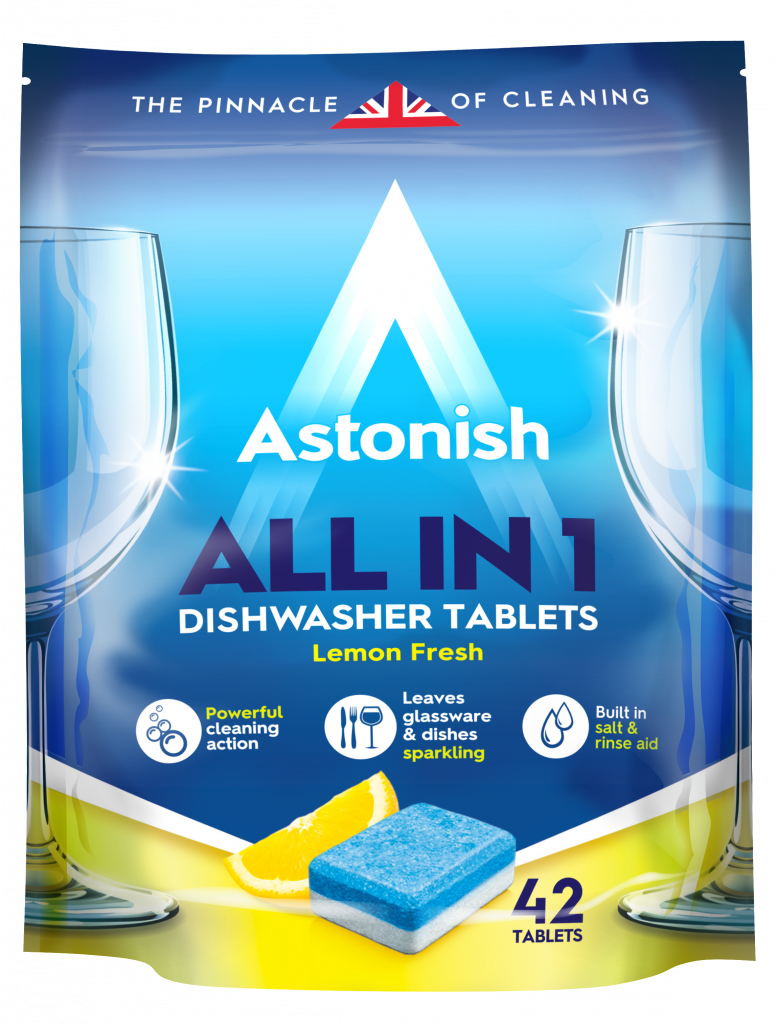 THE PINNACLE OF CLEANING
Astonish
ALL IN 1
DISHWASHER TABLETS
Lemon Fresh
Powerful
cleaning
action
Leaves
glassware
& dishes
sparkling
Built in
salt &
rinse aid
42
TABLETS